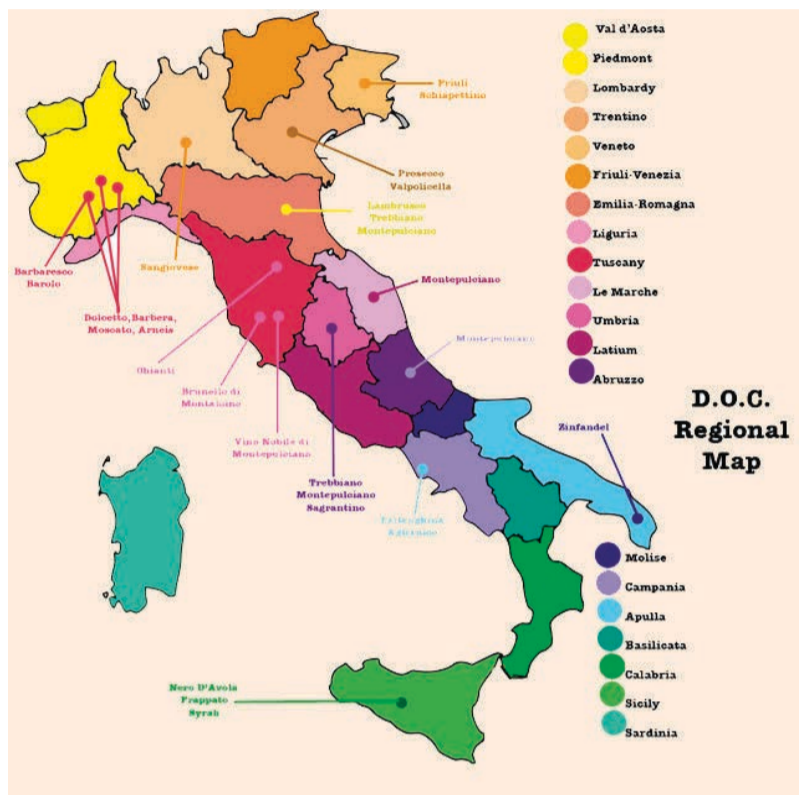 Val d'Aosta
Piedmont
Lombardy
Trentino
Veneto
Friuli-Venezia
Emilia-Romagna
Liguria
Tuscany
Le Marche
Umbria
Latium
Abruzzo
D.O.C.
Regional
Map
Friuli
Schispettino
Prosecco
Valpolicella
Lambrusco
Trebbiano
Montepulciano
Barbaresco
Barolo
Sangiovese
Dolcetto, Barbera,
Moscato, Arneis
Montepulciano
Montepulciano
Chianti
Brunello di
Montalcino
Vino Nobile di
Montepulciano
Trebbiano
Montepulciano
Sagrantino
Zinfandel
Aglianico
Nero D'Avola
Frappato
Syrah
Molise
Campania
Apulla
Basilicata
Calabria
Sicily
Sardinia